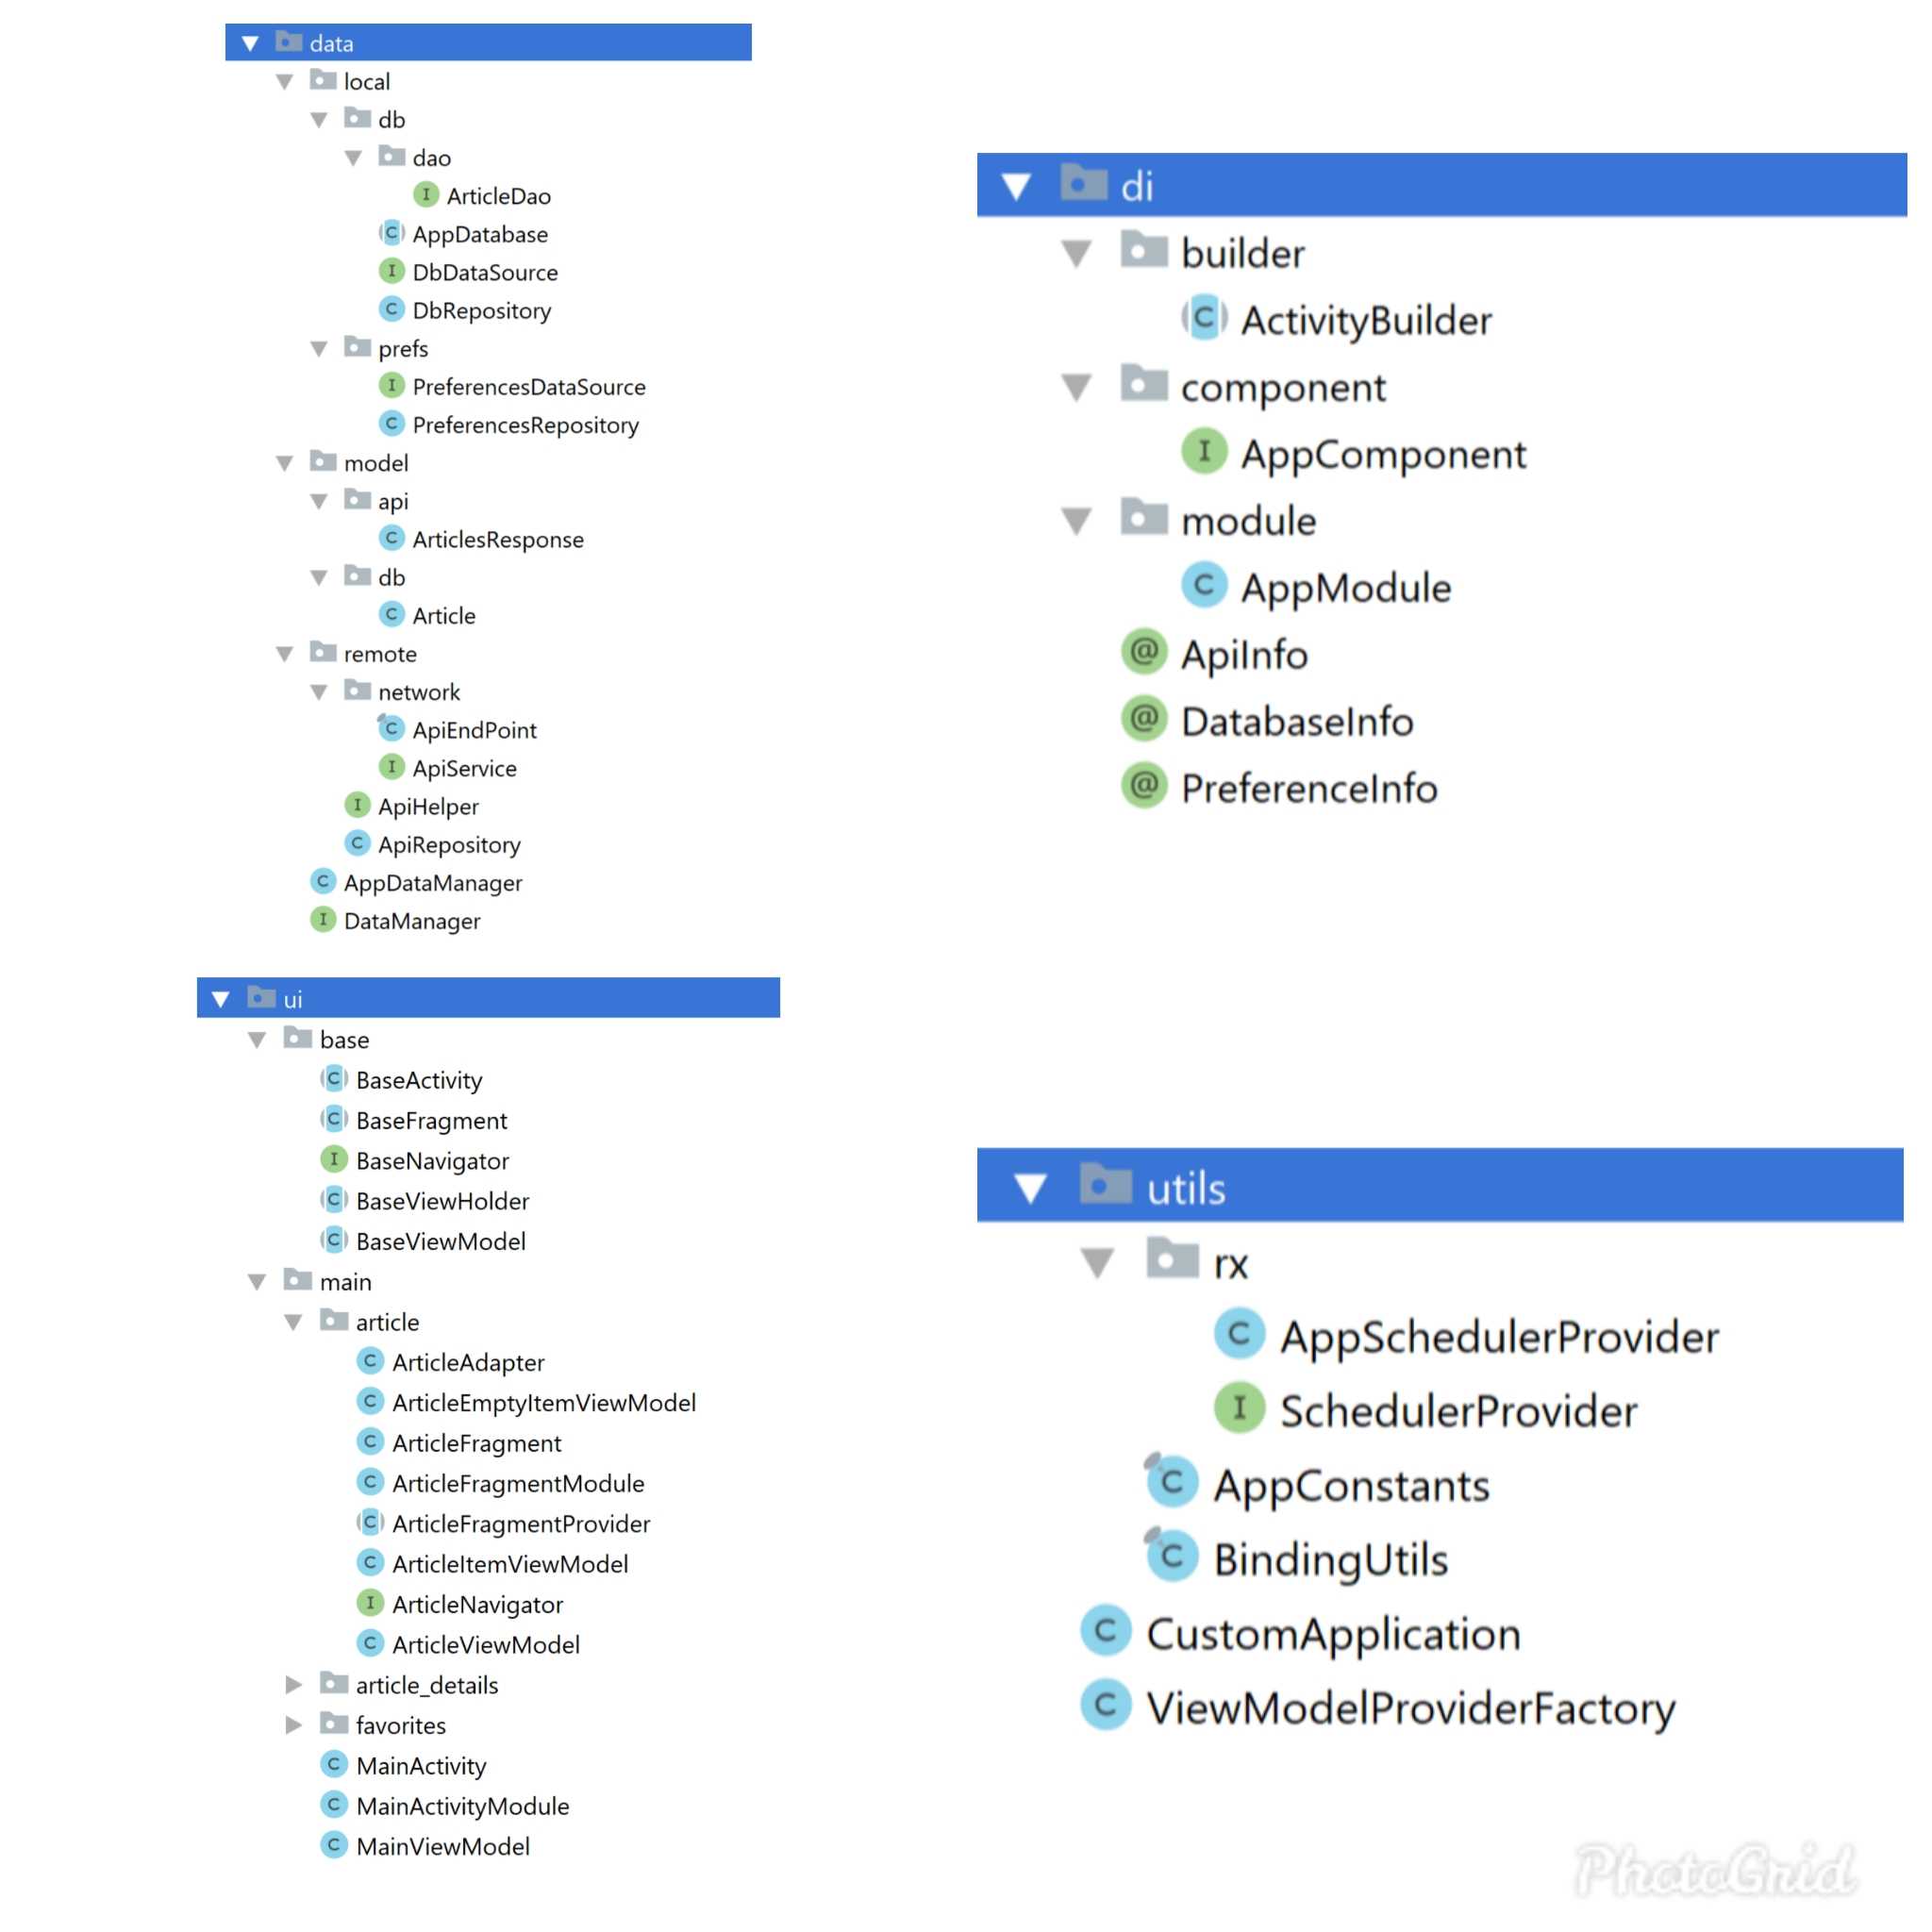 data
local
db
dao
ArticleDao
AppDatabase
DbDataSource
DbRepository
prefs
PreferencesDataSource
PreferencesRepository
model
api
ArticlesResponse
db
Article
remote
network
ApiEndPoint
ApiService
ApiHelper
ApiRepository
AppDataManager
DataManager
di
builder
ActivityBuilder
component
AppComponent
module
AppModule
ApiInfo
DatabaseInfo
PreferenceInfo
ui
base
BaseActivity
BaseFragment
BaseNavigator
BaseViewHolder
BaseViewModel
main
article
ArticleAdapter
ArticleEmptyItemViewModel
ArticleFragment
ArticleFragmentModule
ArticleFragmentProvider
ArticleItemViewModel
ArticleNavigator
ArticleViewModel
article_details
favorites
MainActivity
MainActivityModule
MainViewModel
utils
rx
AppSchedulerProvider
SchedulerProvider
AppConstants
BindingUtils
CustomApplication
ViewModelProviderFactory
PhotoGrid